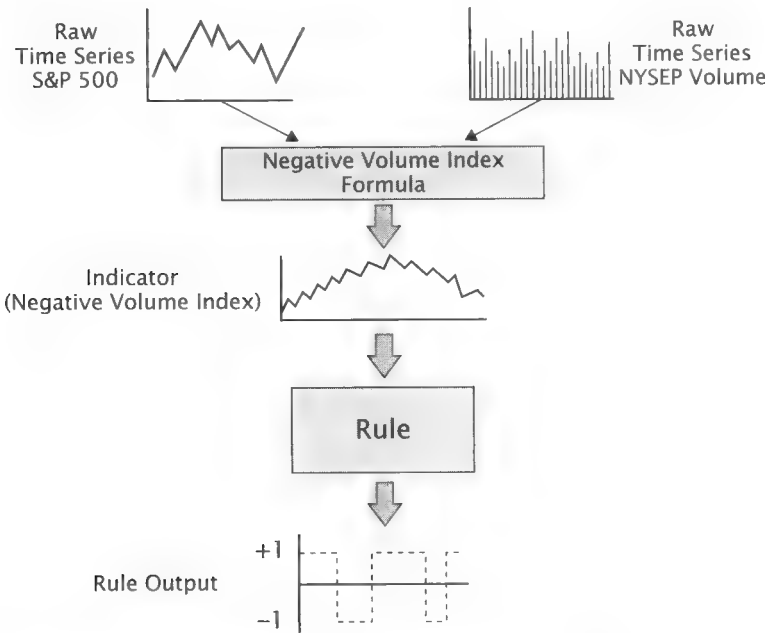 Raw
Time Series
S&P 500
Raw
Time Series
NYSEP Volume
Negative Volume Index
Formula
Indicator
(Negative Volume Index)
Rule
+1
Rule Output
−1